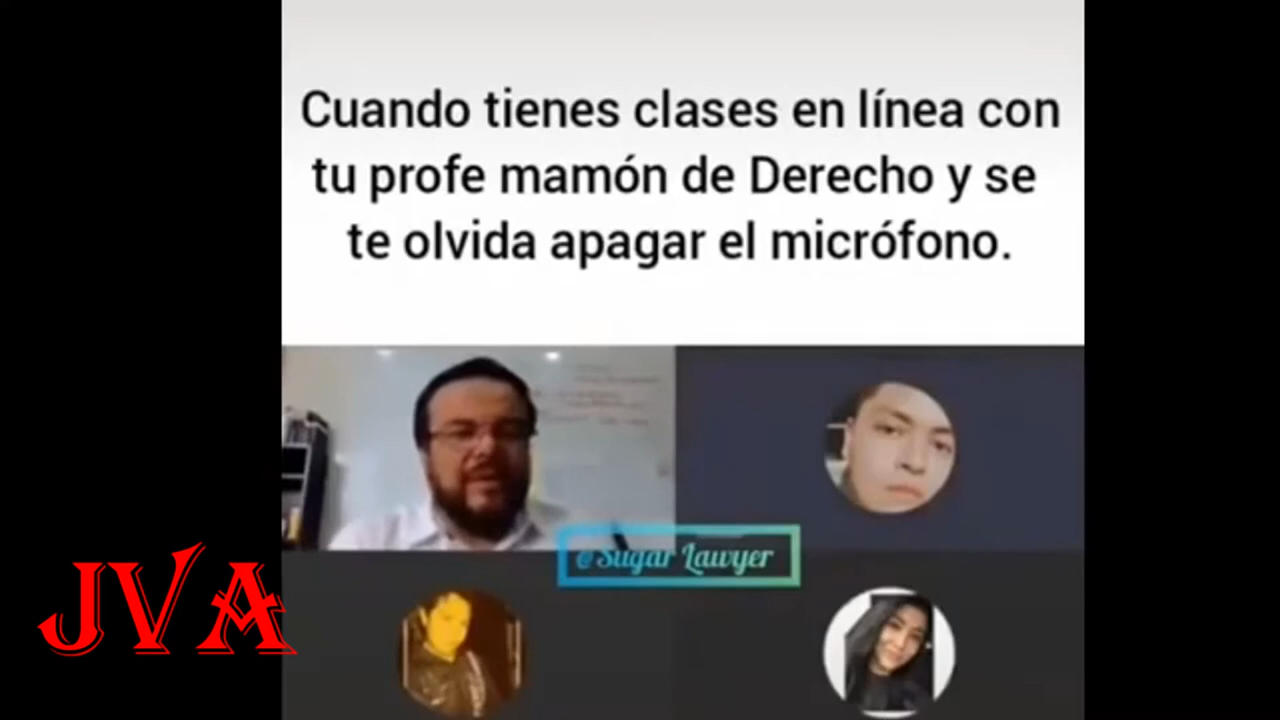 Cuando tienes clases en línea con
tu profe mamón de Derecho y se
te olvida apagar el micrófono.
@Sugar Lawyer
JVA